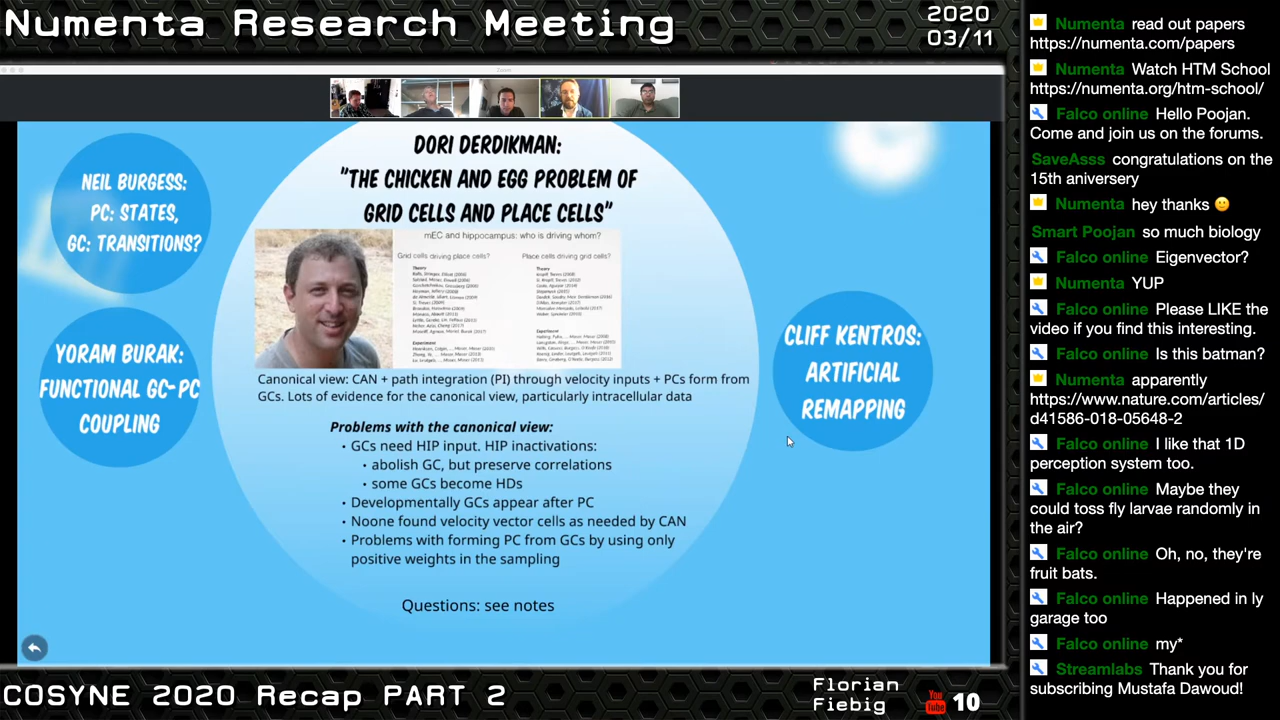 Numenta Research Meeting
2020
03/11
Zoom
NEIL BURGESS:
PC: STATES,
GC: TRANSITIONS?
YORAM BURAK:
FUNCTIONAL GC-PC
COUPLING
DORI DERDIKMAN:
"THE CHICKEN AND EGG PROBLEM OF
GRID CELLS AND PLACE CELLS"
mEC and hippocampus: who is driving whom?
Grid cells driving place cells?
Place cells driving grid cells?
Theory
Theory
Experiment
Experiment
Canonical view: CAN + path integration (PI) through velocity inputs + PCs form from
GCs. Lots of evidence for the canonical view, particularly intracellular data
Problems with the canonical view:
• GCs need HIP input. HIP inactivations:
• abolish GC, but preserve correlations
• some GCs become HDs
• Developmentally GCs appear after PC
• Noone found velocity vector cells as needed by CAN
• Problems with forming PC from GCs by using only
positive weights in the sampling
Questions: see notes
CLIFF KENTROS:
ARTIFICIAL
REMAPPING
COSYNE 2020 Recap PART 2
Florian
Fiebig
You
Tube
10
Numenta read out papers
https://numenta.com/papers
Numenta Watch HTM School
https://numenta.org/htm-school/
Falco online Hello Poojan.
Come and join us on the forums.
SaveAsss congratulations on the
15th aniversery
Numenta hey thanks 🙂
Smart Poojan so much biology
Falco online Eigenvector?
Numenta YUP
Falco online Please LIKE the
video if you find this interesting.
Falco online He is batman?
Numenta apparently
https://www.nature.com/articles/
d41586-018-05648-2
Falco online I like that 1D
perception system too.
Falco online Maybe they
could toss fly larvae randomly in
the air?
Falco online Oh, no, they're
fruit bats.
Falco online Happened in ly
garage too
Falco online my*
Streamlabs Thank you for
subscribing Mustafa Dawoud!